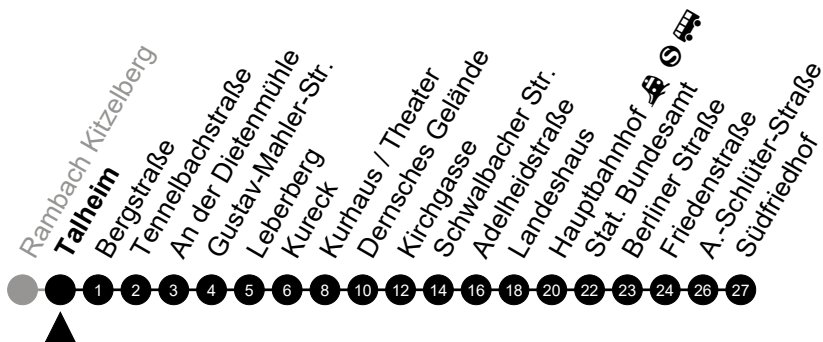 Rambach Kitzelberg
Talheim
Bergstraße
Tennelbachstraße
An der Dietenmühle
Gustav-Mahler-Str.
Leberberg
Kureck
Kurhaus / Theater
Dernsches Gelände
Kirchgasse
Schwalbacher Str.
Adelheidstraße
Landeshaus
Hauptbahnhof S
Stat. Bundesamt
Berliner Straße
Friedenstraße
A.-Schlüter-Straße
Südfriedhof
1 2 3 4 5 6 8 10 12 14 16 18 20 22 23 24 26 27